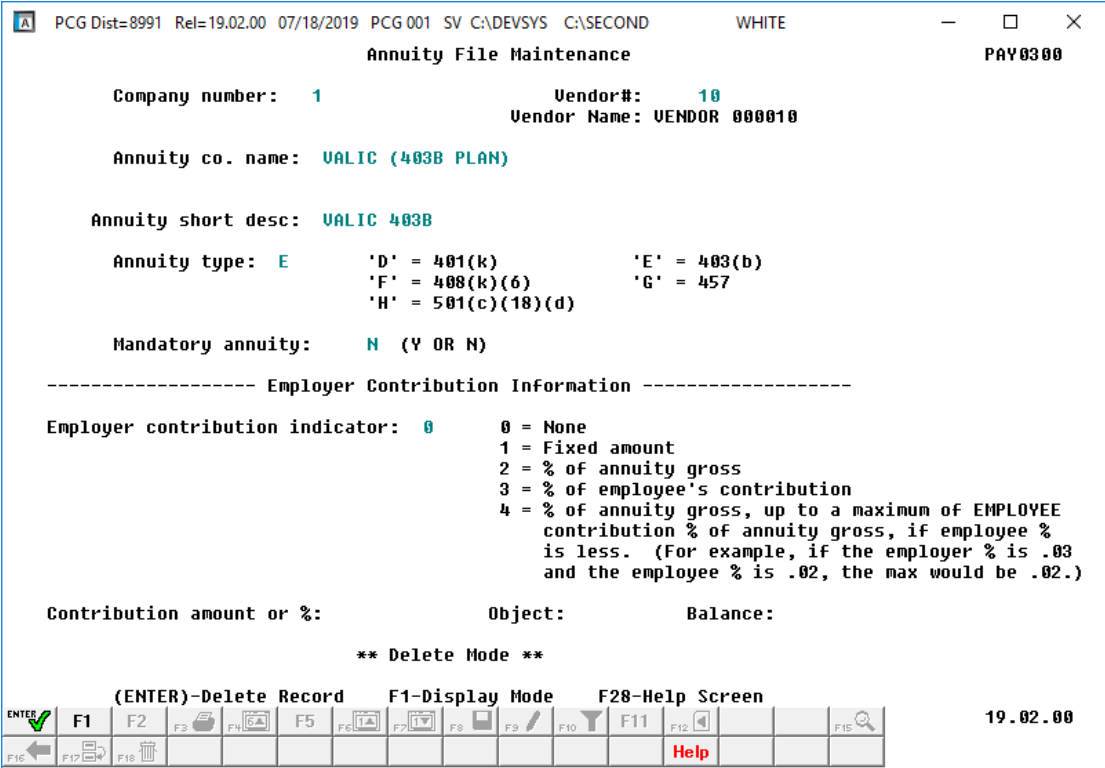 A PCG Dist=8991 Rel=19.02.00 07/18/2019 PCG 001 SV C:\DEVSYS C:\SECOND WHITE
Annuity File Maintenance PAY0300
Company number: 1 Vendor#: 10
Vendor Name: VENDOR 000010
Annuity co. name: VALIC (403B PLAN)
Annuity short desc: VALIC 403B
Annuity type: E 'D' = 401(k) 'E' = 403(b)
'F' = 408(k)(6) 'G' = 457
'H' = 501(c)(18)(d)
Mandatory annuity: N (Y OR N)
------------------- Employer Contribution Information -------------------
Employer contribution indicator: 0 0 = None
1 = Fixed amount
2 = % of annuity gross
3 = % of employee's contribution
4 = % of annuity gross, up to a maximum of EMPLOYEE
contribution % of annuity gross, if employee %
is less. (For example, if the employer % is .03
and the employee % is .02, the max would be .02.)
Contribution amount or %: Object: Balance:
** Delete Mode **
(ENTER)-Delete Record F1-Display Mode F28-Help Screen
ENTER F1 F2 F3 F4 6A F5 F6 1A F7 1V F8 F9 F10 F11 F12 F15 19.02.00
F16 F17 F18 Help